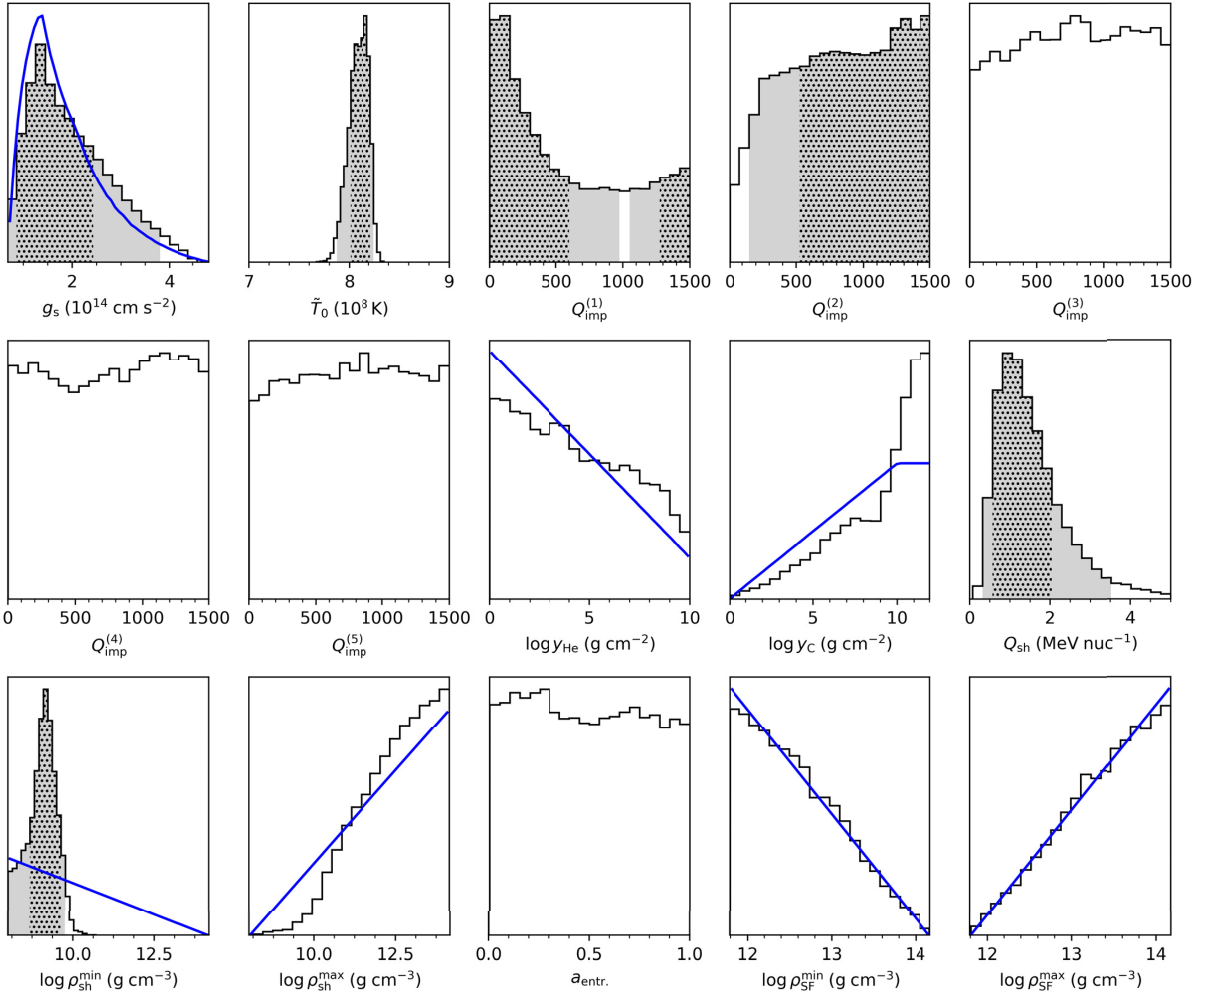 2 4 7 8 9 0 500 1000 1500 0 500 1000 1500 0 500 1000 1500
g_s (10^14 cm s^−2) T̃_0 (10^8 K) Q_imp^(1) Q_imp^(2) Q_imp^(3)
0 500 1000 1500 0 500 1000 1500 0 5 10 0 5 10 0 2 4
Q_imp^(4) Q_imp^(5) log y_He (g cm^−2) log y_C (g cm^−2) Q_sh (MeV nuc^−1)
10.0 12.5 10.0 12.5 0.0 0.5 1.0 12 13 14 12 13 14
log ρ_sh^min (g cm^−3) log ρ_sh^max (g cm^−3) a_entr. log ρ_SF^min (g cm^−3) log ρ_SF^max (g cm^−3)